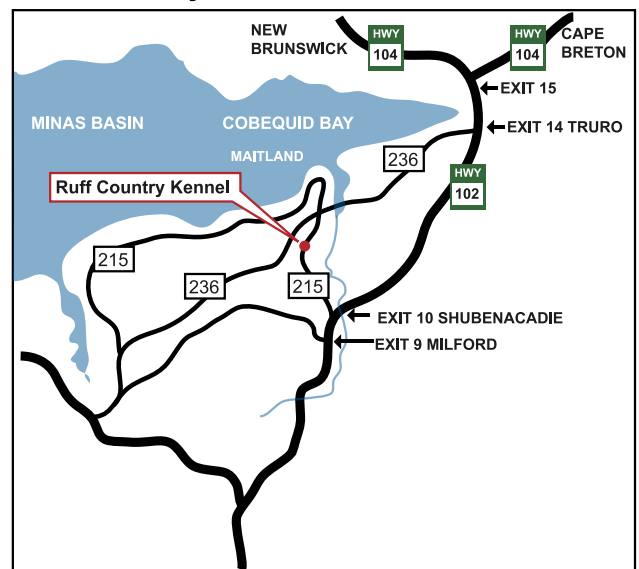 NEW
BRUNSWICK
HWY
104
HWY
104
CAPE
BRETON
EXIT 15
MINAS BASIN
COBEQUID BAY
EXIT 14 TRURO
MAITLAND
236
HWY
102
Ruff Country Kennel
215
236
215
EXIT 10 SHUBENACADIE
EXIT 9 MILFORD